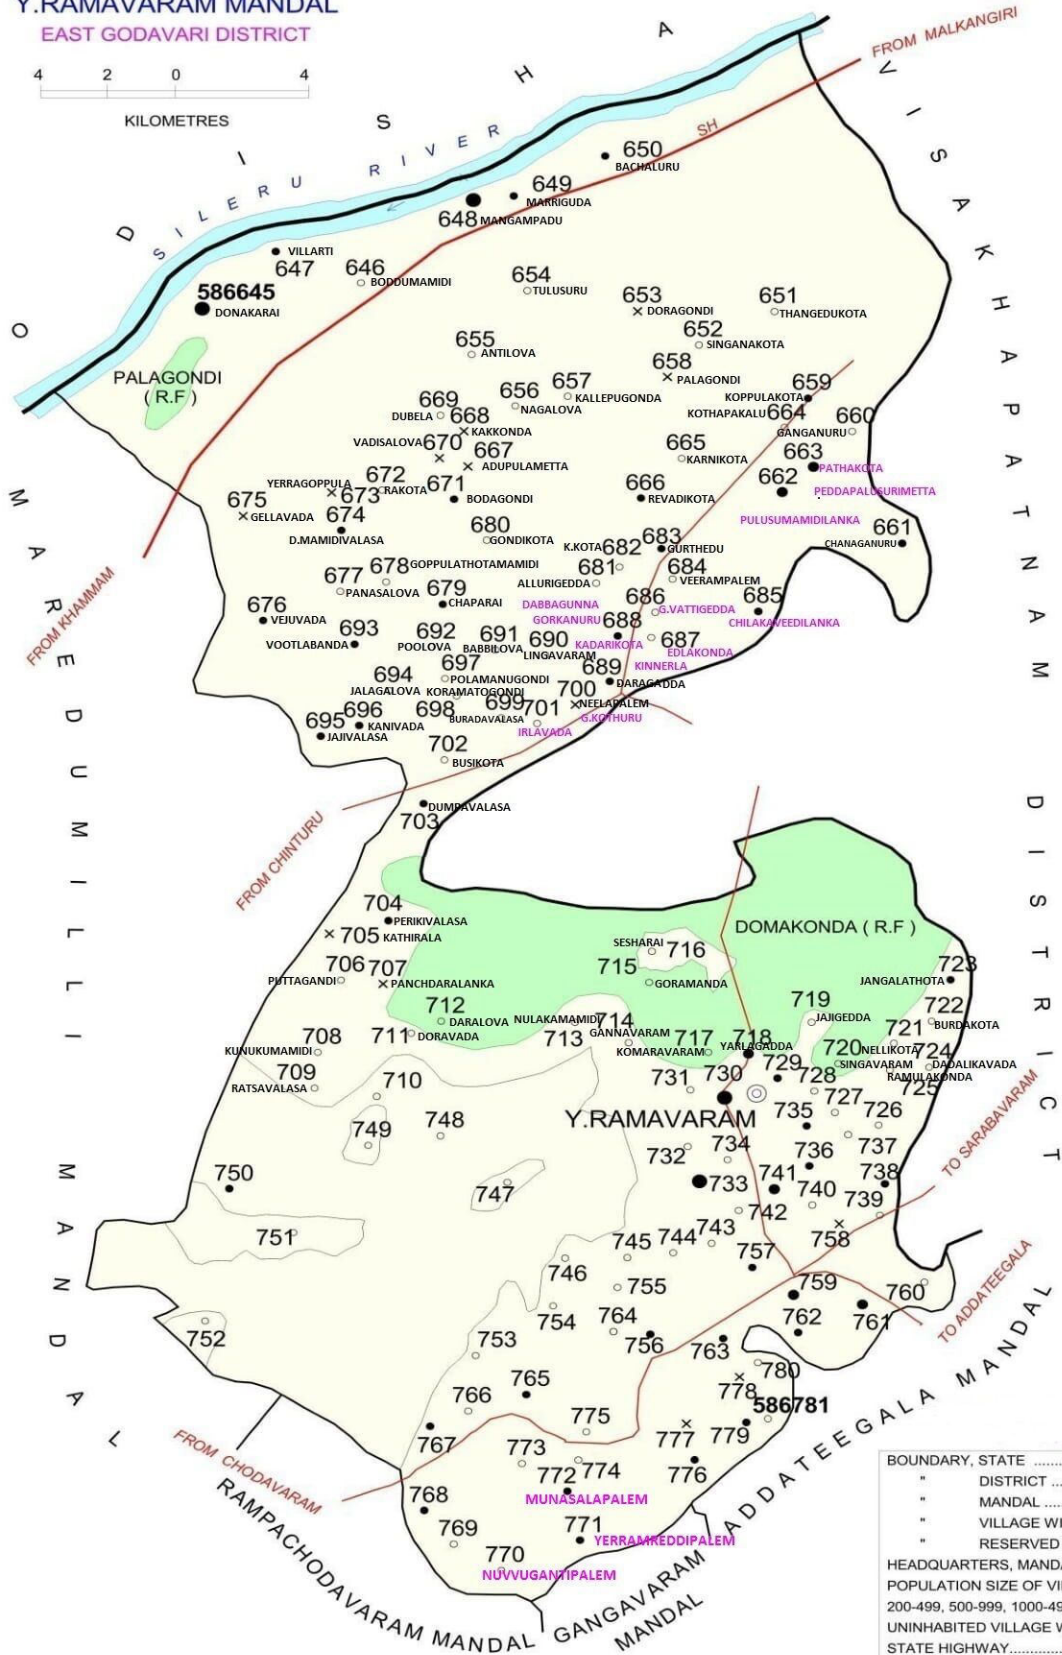 Y.RAMAVARAM MANDAL
EAST GODAVARI DISTRICT
4 2 0 4
KILOMETRES
ODISHA
SILERU RIVER
FROM MALKANGIRI
SH
VISAKHAPATNAM DISTRICT
650
BACHALURU
649
MARRIGUDA
648 MANGAMPADU
VILLARTI
647
646
BODDUMAMIDI
586645
DONAKARAI
654
TULUSURU
653
DORAGONDI
651
THANGEDUKOTA
652
SINGANAKOTA
655
ANTILOVA
658
PALAGONDI
PALAGONDI
( R.F )
657
KALLEPUGONDA
656
NAGALOVA
659
KOPPULAKOTA
KOTHAPAKALU 664
GANGANURU 660
669
DUBELA
668
KAKKONDA
VADISALOVA 670
667
ADUPULAMETTA
665
KARNIKOTA
663
PATHAKOTA
662
PEDDAPALUSURIMETTA
PULUSUMAMIDILANKA
661
CHANAGANURU
YERRAGOPPULA
673
672
RAKOTA
671
BODAGONDI
666
REVADIKOTA
675
GELLAVADA
674
D.MAMIDIVALASA
680
GONDIKOTA
K.KOTA 682
683
GURTHEDU
678 GOPPULATHOTAMAMIDI
677
PANASALOVA
681
ALLURIGEDDA
684
VEERAMPALEM
679
CHAPARAI
DABBAGUNNA
GORKANURU
686
G.VATTIGEDDA
685
CHILAKAVEEDILANKA
676
VEJUVADA
693
VOOTLABANDA
692
POOLOVA
691
BABBILOVA
690
LINGAVARAM
688
KADARIKOTA
687
EDLAKONDA
KINNERLA
697
POLAMANUGONDI
689
DARAGADDA
694
JALAGALOVA
KORAMATOGONDI
698
699
BURADAVALASA
700
NEELAPALEM
701
G.KOTHURU
IRLAVADA
696
KANIVADA
695
JAJIVALASA
702
BUSIKOTA
DUMPAVALASA
703
FROM KHAMMAM
FROM CHINTURU
MAREDUMILLI MANDAL
704
PERIKIVALASA
705 KATHIRALA
706
PUTTAGANDI
707
PANCHDARALANKA
DOMAKONDA ( R.F )
SESHARAI 716
715
GORAMANDA
723
JANGALATHOTA
712
DARALOVA
711
DORAVADA
NULAKAMAMIDI
713
714
GANNAVARAM
719
JAJIGEDDA
722
BURDAKOTA
721
NELLIKOTA
708
KUNUKUMAMIDI
717
KOMARAVARAM
718
YARLAGADDA
720
SINGAVARAM
724
DADALIKAVADA
RAMULAKONDA
725
709
RATSAVALASA
710
731 730 729 728
727 726
Y.RAMAVARAM
735
749 748
732 734 736 737
750
747
733 741 740 738
739
742
751
745 744 743 757 758
746
755
759 760
752
754 764 756 763 762 761
753
780
765
778
766
586781
767
775
777 779
773
774
772
776
MUNASALAPALEM
768
771
YERRAMREDDIPALEM
769
770
NUVVUGANTIPALEM
TO SARABAVARAM
TO ADDATEEGALA
FROM CHODAVARAM
RAMPACHODAVARAM MANDAL
GANGAVARAM MANDAL
ADDATEEGALA MANDAL
BOUNDARY, STATE ........
" DISTRICT ...
" MANDAL .....
" VILLAGE
" RESERVED
HEADQUARTERS,
POPULATION SIZE OF
200-499, 500-999,
UNINHABITED VILLAGE
STATE HIGHWAY.............